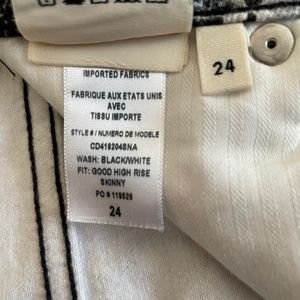 IMPORTED FABRICS
FABRIQUE AUX ETATS UNIS
AVEC
TISSU IMPORTE
STYLE # / NUMERO DE MODELE
CD4192048NA
WASH: BLACK/WHITE
FIT: GOOD HIGH RISE
SKINNY
PO # 119526
24
24